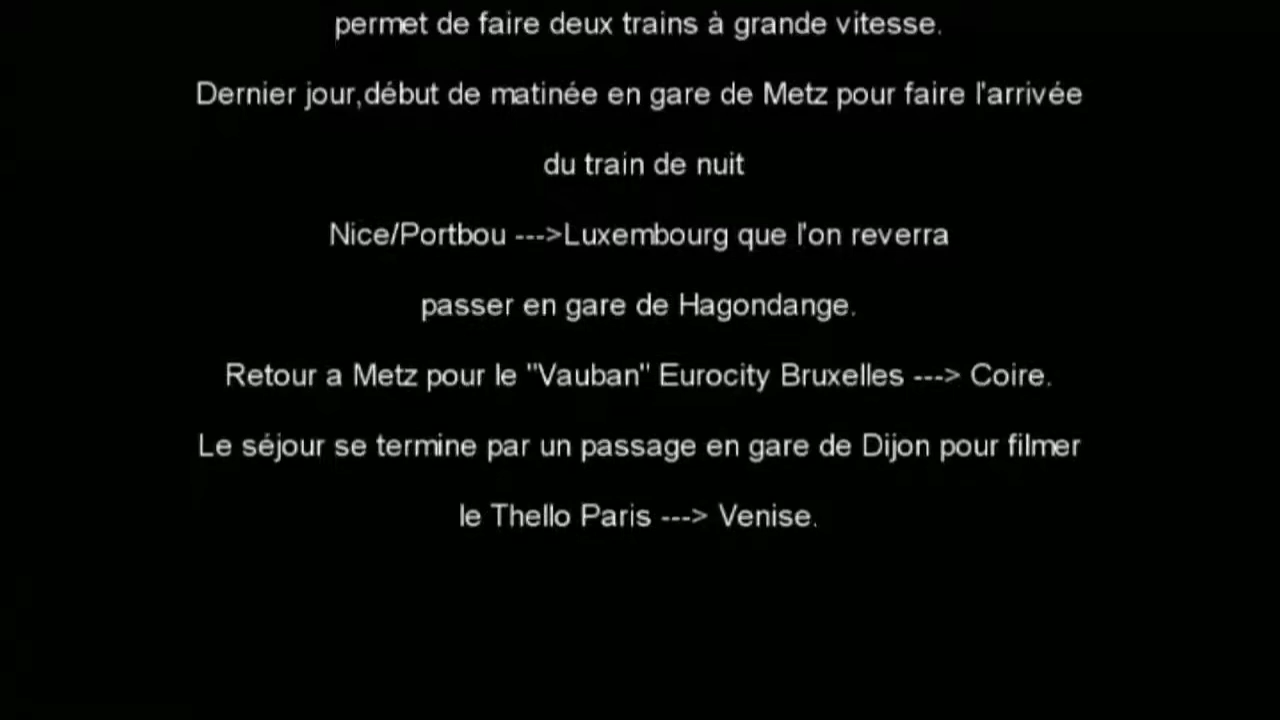 permet de faire deux trains à grande vitesse.
Dernier jour,début de matinée en gare de Metz pour faire l'arrivée
du train de nuit
Nice/Portbou --->Luxembourg que l'on reverra
passer en gare de Hagondange.
Retour a Metz pour le "Vauban" Eurocity Bruxelles ---> Coire.
Le séjour se termine par un passage en gare de Dijon pour filmer
le Thello Paris ---> Venise.